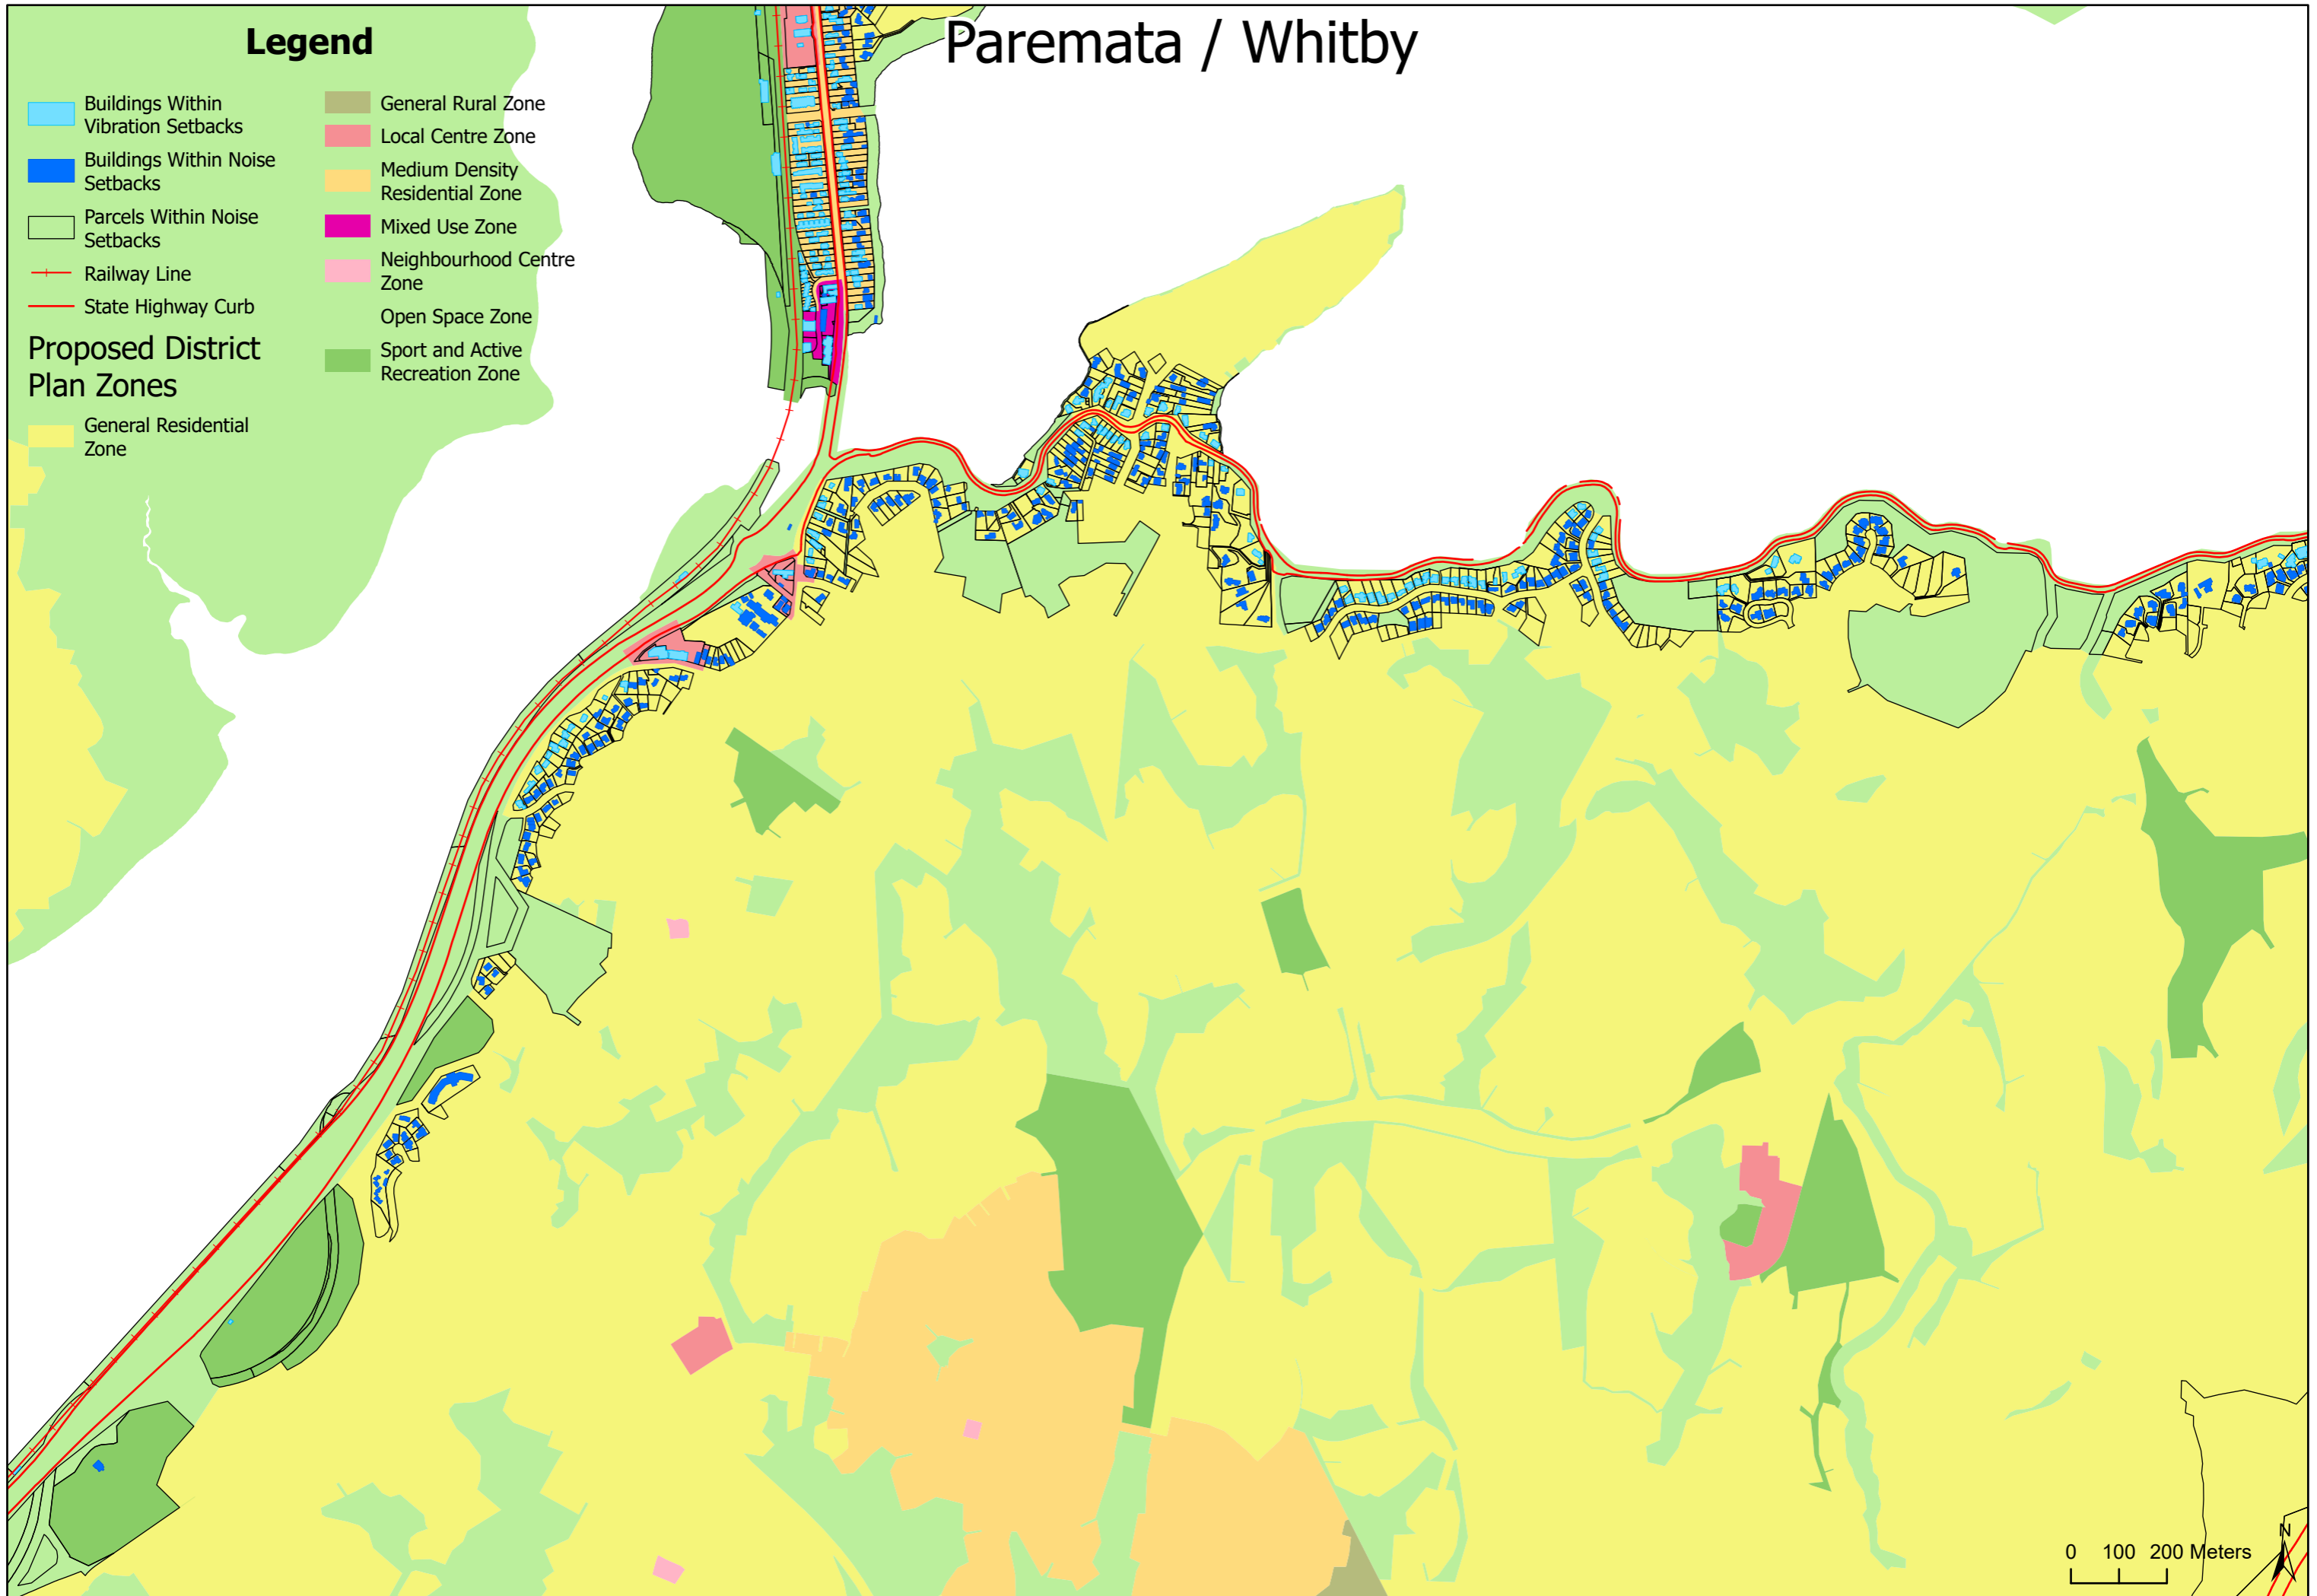 Paremata / Whitby
Legend
Buildings Within
Vibration Setbacks
Buildings Within Noise
Setbacks
Parcels Within Noise
Setbacks
Railway Line
State Highway Curb
Proposed District
Plan Zones
General Residential
Zone
General Rural Zone
Local Centre Zone
Medium Density
Residential Zone
Mixed Use Zone
Neighbourhood Centre
Zone
Open Space Zone
Sport and Active
Recreation Zone
N
0 100 200 Meters